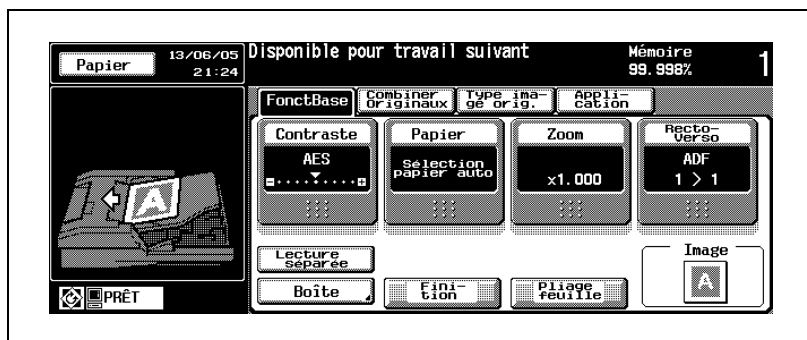 Papier
13/06/05
21:24
Disponible pour travail suivant
Mémoire
99.998%
1
FonctBase
Combiner
Originaux
Type ima-
ge orig.
Appli-
cation
Contraste
AES
Papier
Sélection
papier auto
Zoom
x1.000
Recto-
Verso
ADF
1 > 1
Lecture
séparée
Boîte
Fini-
tion
Pliage
feuille
Image
A
A
PRÊT